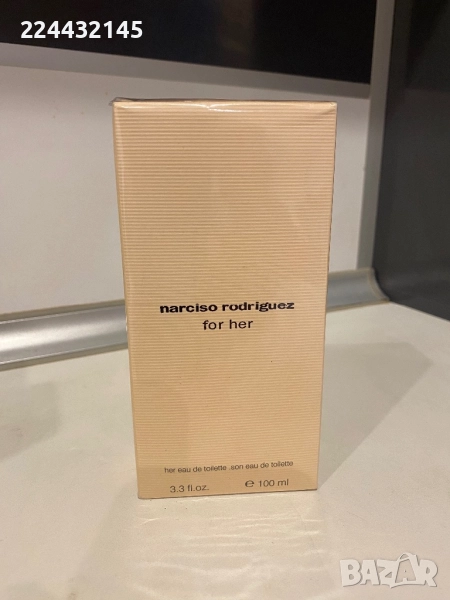 224432145
narciso rodriguez
for her
her eau de toilette .son eau de toilette
3.3 fl.oz. ℮ 100 ml
BAZAR